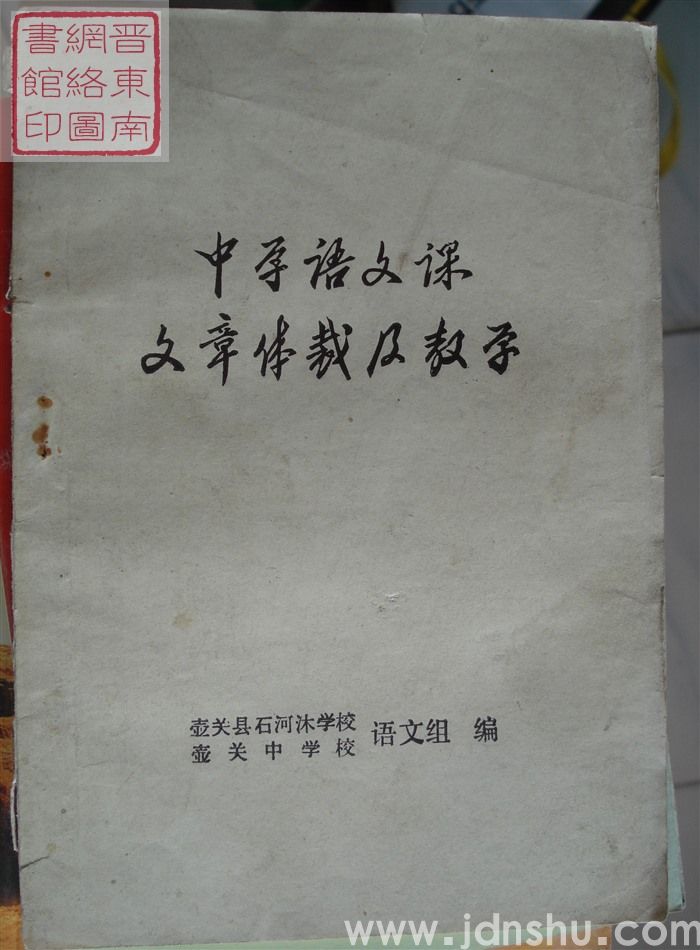 晋東南
網絡圖
書館印
中学语文课
文章体裁及教学
壶关县石河沐学校
壶关中学校
语文组 编
www.jdnshu.com